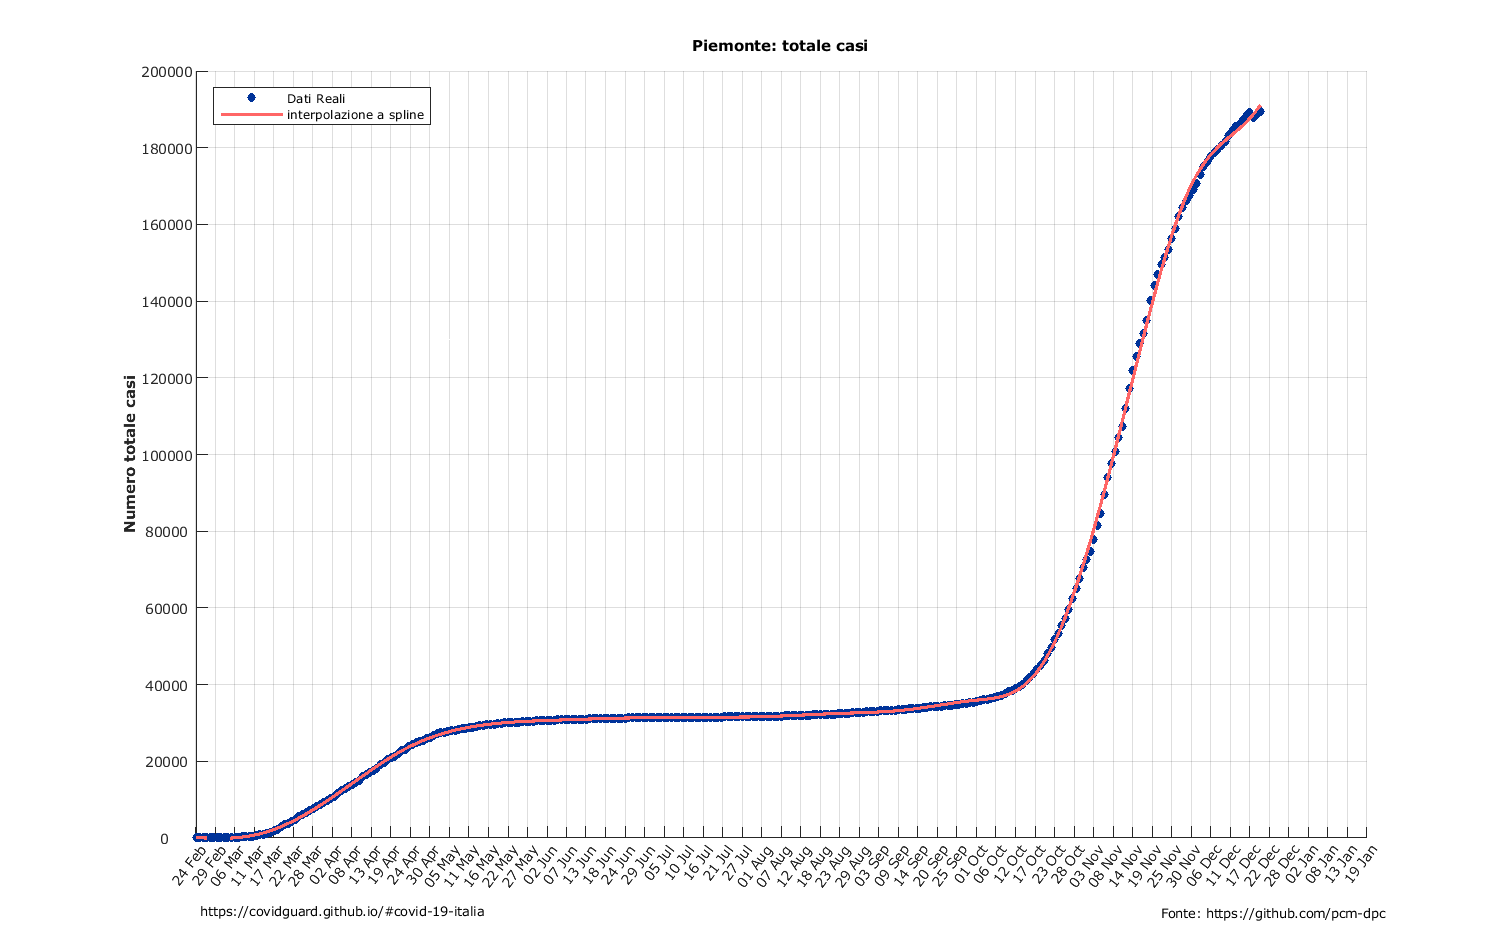 Piemonte: totale casi
200000
180000
160000
140000
120000
100000
80000
60000
40000
20000
0
Numero totale casi
Dati Reali
interpolazione a spline
24 Feb
29 Feb
06 Mar
11 Mar
17 Mar
22 Mar
28 Mar
02 Apr
08 Apr
13 Apr
19 Apr
24 Apr
30 Apr
05 May
11 May
16 May
22 May
27 May
02 Jun
07 Jun
13 Jun
18 Jun
24 Jun
29 Jun
05 Jul
10 Jul
16 Jul
21 Jul
27 Jul
01 Aug
07 Aug
12 Aug
18 Aug
23 Aug
29 Aug
03 Sep
09 Sep
14 Sep
20 Sep
25 Sep
01 Oct
06 Oct
12 Oct
17 Oct
23 Oct
28 Oct
03 Nov
08 Nov
14 Nov
19 Nov
25 Nov
30 Nov
06 Dec
11 Dec
17 Dec
22 Dec
28 Dec
02 Jan
08 Jan
13 Jan
19 Jan
https://covidguard.github.io/#covid-19-italia
Fonte: https://github.com/pcm-dpc